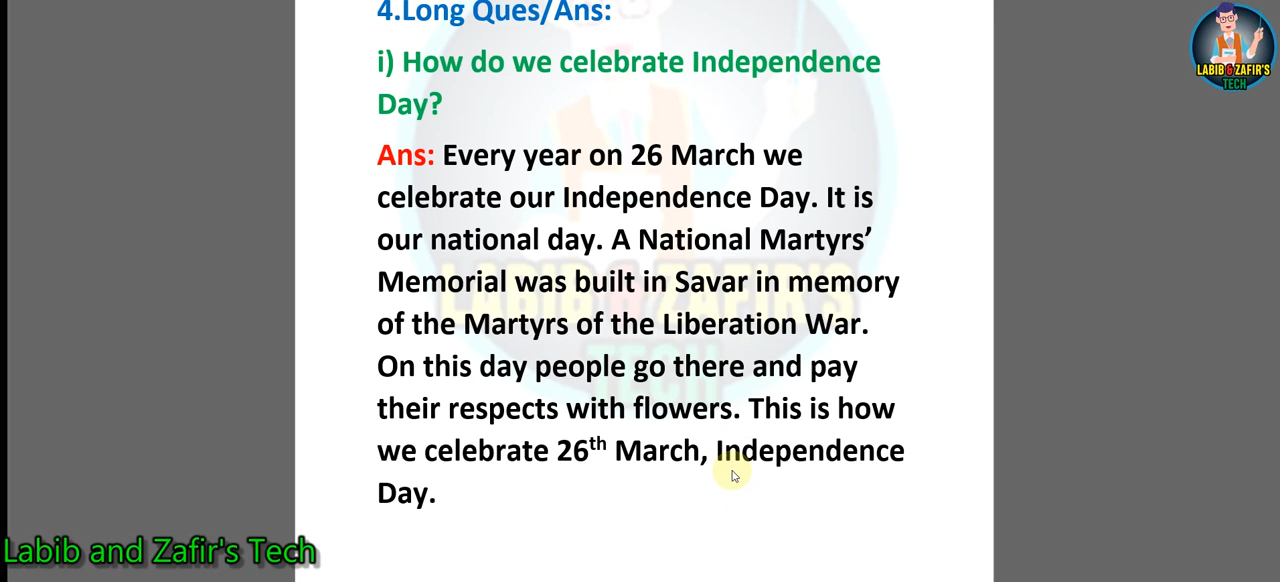 4.Long Ques/Ans:
i) How do we celebrate Independence
Day?
Ans: Every year on 26 March we
celebrate our Independence Day. It is
our national day. A National Martyrs’
Memorial was built in Savar in memory
of the Martyrs of the Liberation War.
On this day people go there and pay
their respects with flowers. This is how
we celebrate 26th March, Independence
Day.
LABIB & ZAFIR'S
TECH
LABIB & ZAFIR'S
TECH
Labib and Zafir's Tech